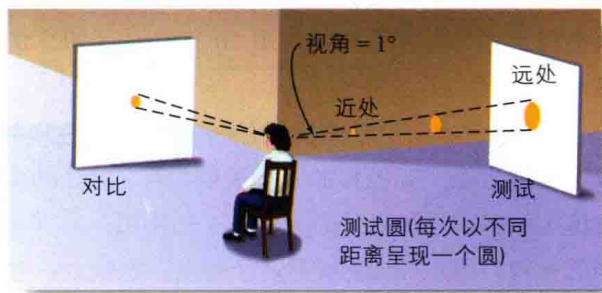 视角 = 1°
远处
近处
对比
测试
测试圆(每次以不同
距离呈现一个圆)